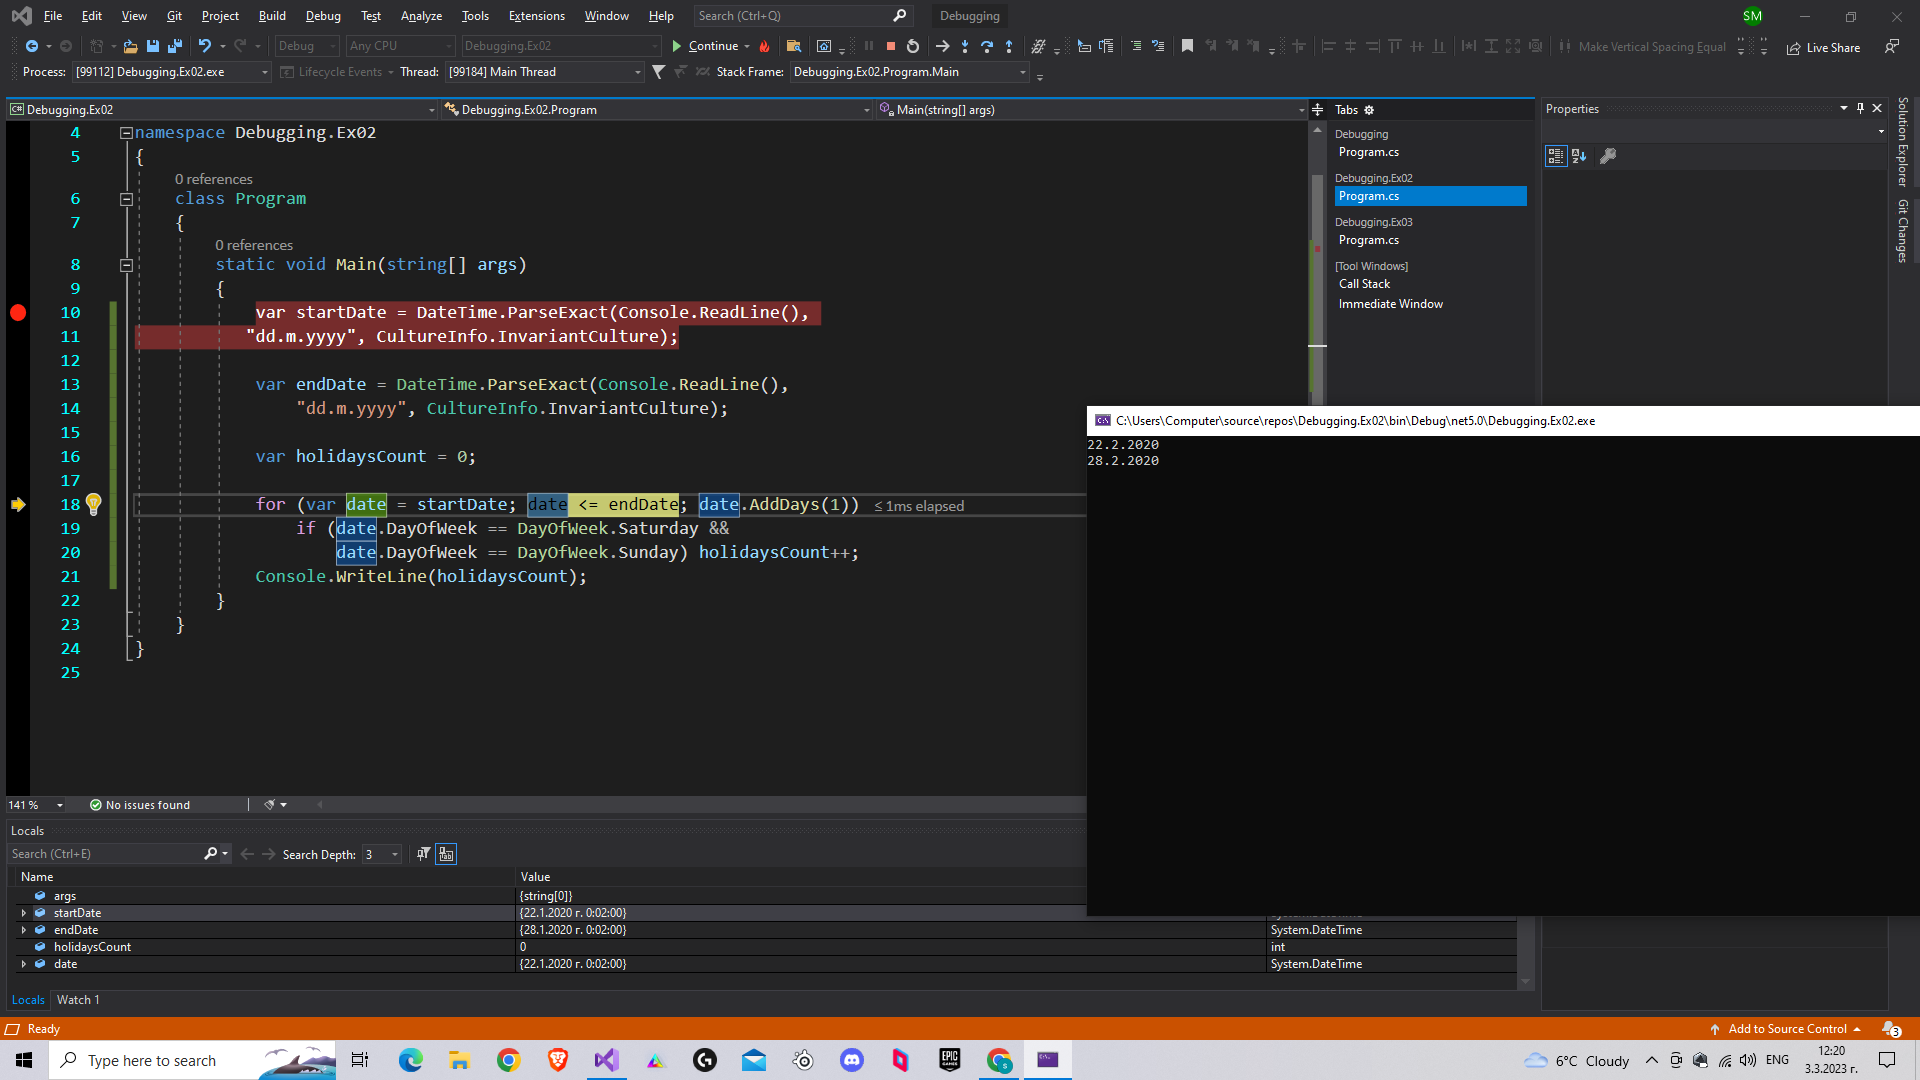 File Edit View Git Project Build Debug Test Analyze Tools Extensions Window Help Search (Ctrl+Q) Debugging SM
Debug Any CPU Debugging.Ex02 Continue Make Vertical Spacing Equal Live Share
Process: [99112] Debugging.Ex02.exe Lifecycle Events Thread: [99184] Main Thread Stack Frame: Debugging.Ex02.Program.Main
Debugging.Ex02 Debugging.Ex02.Program Main(string[] args)
4 namespace Debugging.Ex02
5 {
0 references
6 class Program
7 {
0 references
8 static void Main(string[] args)
9 {
10 var startDate = DateTime.ParseExact(Console.ReadLine(),
11 "dd.m.yyyy", CultureInfo.InvariantCulture);
12
13 var endDate = DateTime.ParseExact(Console.ReadLine(),
14 "dd.m.yyyy", CultureInfo.InvariantCulture);
15
16 var holidaysCount = 0;
17
18 for (var date = startDate; date <= endDate; date.AddDays(1)) ≤ 1ms elapsed
19 if (date.DayOfWeek == DayOfWeek.Saturday &&
20 date.DayOfWeek == DayOfWeek.Sunday) holidaysCount++;
21 Console.WriteLine(holidaysCount);
22 }
23 }
24 }
25
Tabs
Debugging
Program.cs
Debugging.Ex02
Program.cs
Debugging.Ex03
Program.cs
[Tool Windows]
Call Stack
Immediate Window
Properties
Solution Explorer
Git Changes
C:\Users\Computer\source\repos\Debugging.Ex02\bin\Debug\net5.0\Debugging.Ex02.exe
22.2.2020
28.2.2020
141 % No issues found
Locals
Search (Ctrl+E) Search Depth: 3
Name Value
args {string[0]}
startDate {22.1.2020 г. 0:02:00} System.DateTime
endDate {28.1.2020 г. 0:02:00} System.DateTime
holidaysCount 0 int
date {22.1.2020 г. 0:02:00} System.DateTime
Locals Watch 1
Ready Add to Source Control 3
Type here to search EPIC GAMES 6°C Cloudy ENG 12:20
3.3.2023 г.